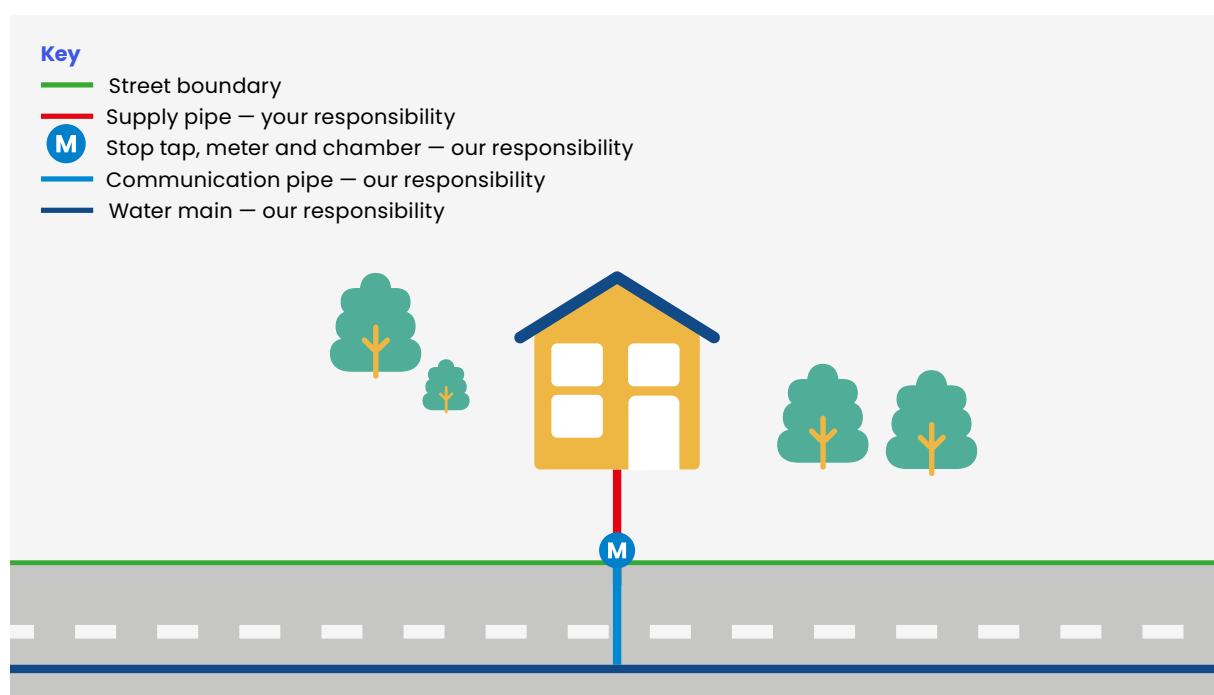 Key
Street boundary
Supply pipe — your responsibility
M
Stop tap, meter and chamber — our responsibility
Communication pipe — our responsibility
Water main — our responsibility
M